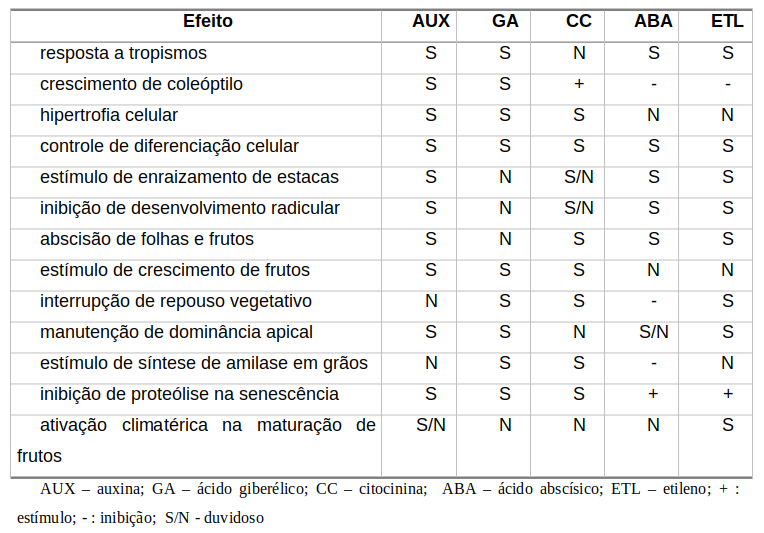 Efeito AUX GA CC ABA ETL
resposta a tropismos S S N S S
crescimento de coleóptilo S S + - -
hipertrofia celular S S S N N
controle de diferenciação celular S S S S S
estímulo de enraizamento de estacas S N S/N S S
inibição de desenvolvimento radicular S N S/N S S
abscisão de folhas e frutos S N S S S
estímulo de crescimento de frutos S S S N N
interrupção de repouso vegetativo N S S - S
manutenção de dominância apical S S N S/N S
estímulo de síntese de amilase em grãos N S S - N
inibição de proteólise na senescência S S S + +
ativação climatérica na maturação de S/N N N N S
frutos
AUX – auxina; GA – ácido giberélico; CC – citocinina; ABA – ácido abscísico; ETL – etileno; + :
estímulo; - : inibição; S/N - duvidoso